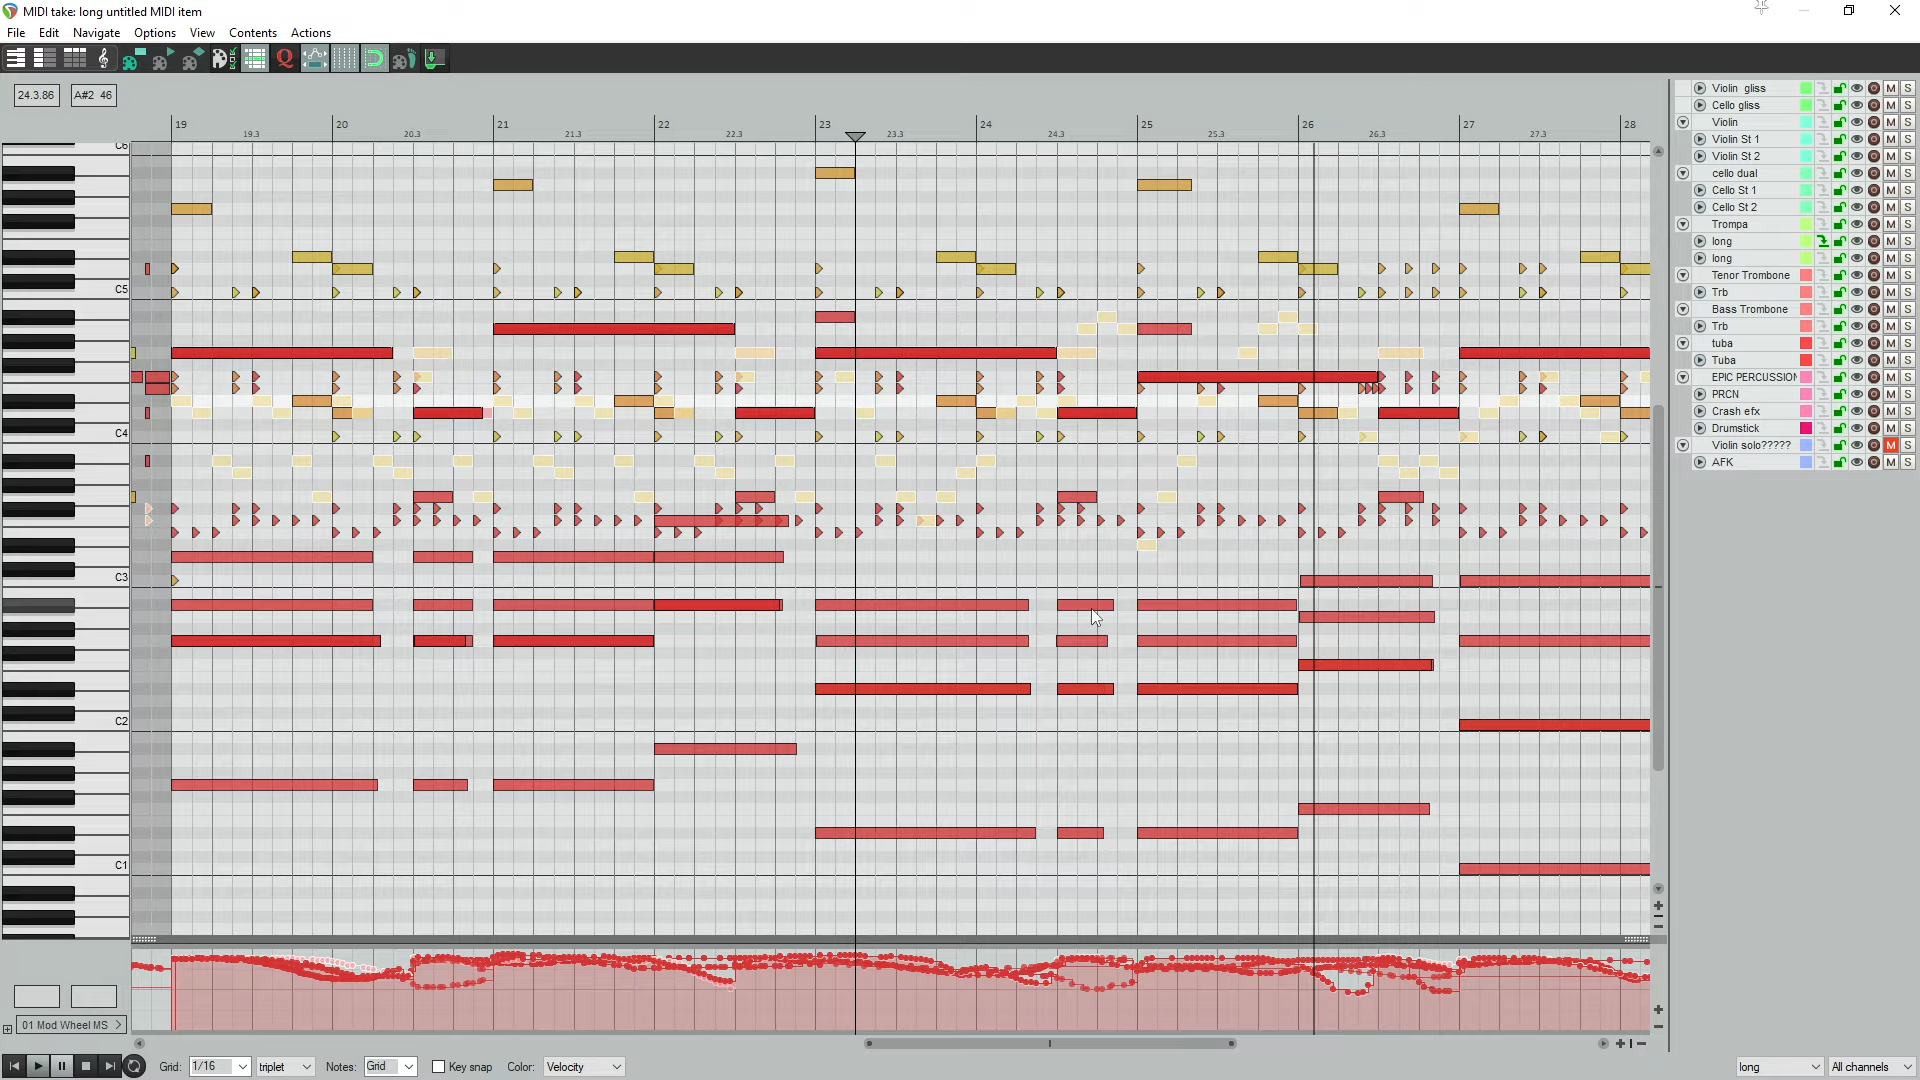 MIDI take: long untitled MIDI item
File Edit Navigate Options View Contents Actions
24.3.86 A#2 46
19 20 21 22 23 24 25 26 27 28
19.3 20.3 21.3 22.3 23.3 24.3 25.3 26.3 27.3
C6
C5
C4
C3
C2
C1
Violin gliss M S
Cello gliss M S
Violin M S
Violin St 1 M S
Violin St 2 M S
cello dual M S
Cello St 1 M S
Cello St 2 M S
Trompa M S
long M S
long M S
Tenor Trombone M S
Trb M S
Bass Trombone M S
Trb M S
tuba M S
Tuba M S
EPIC PERCUSSION M S
PRCN M S
Crash efx M S
Drumstick M S
Violin solo????? M S
AFK M S
01 Mod Wheel MS
Grid: 1/16 triplet Notes: Grid Key snap Color: Velocity long All channels